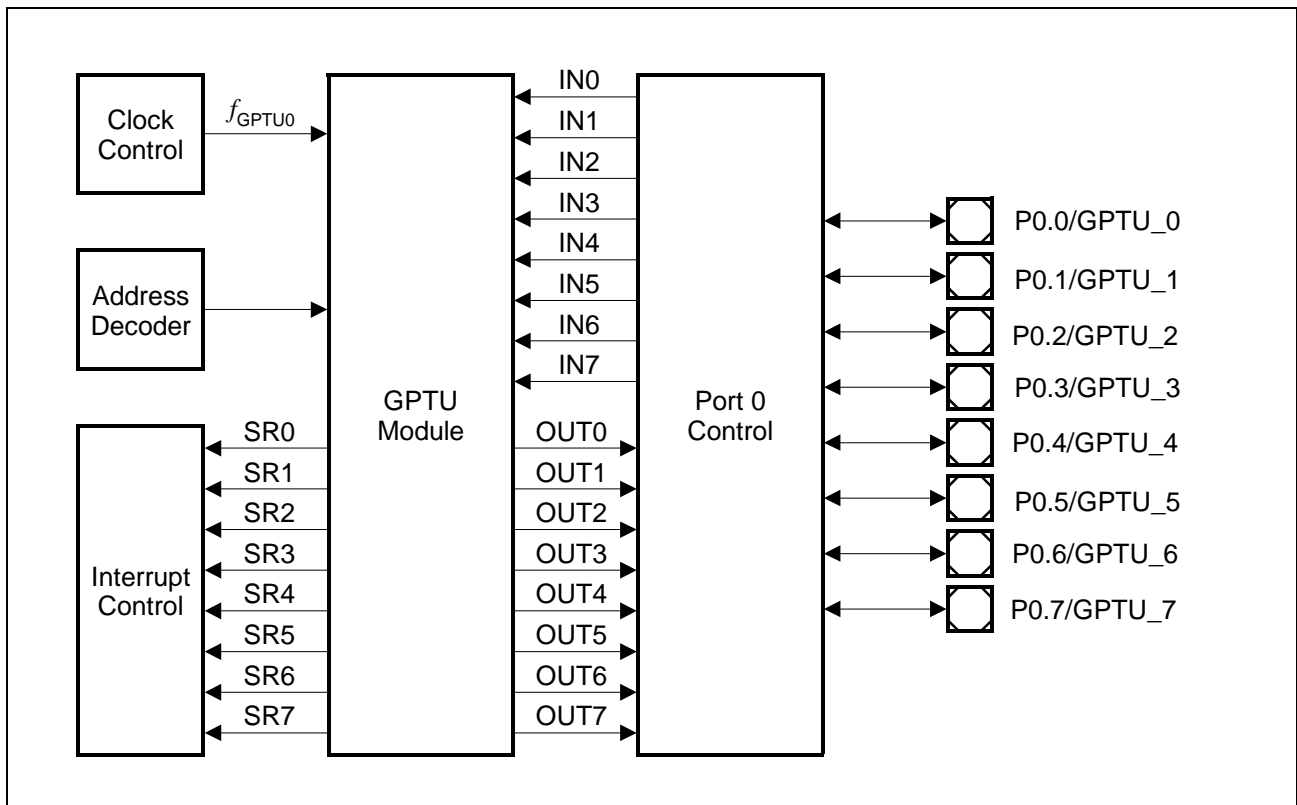 Clock
Control
fGPTU0
Address
Decoder
Interrupt
Control
SR0
SR1
SR2
SR3
SR4
SR5
SR6
SR7
GPTU
Module
IN0
IN1
IN2
IN3
IN4
IN5
IN6
IN7
OUT0
OUT1
OUT2
OUT3
OUT4
OUT5
OUT6
OUT7
Port 0
Control
P0.0/GPTU_0
P0.1/GPTU_1
P0.2/GPTU_2
P0.3/GPTU_3
P0.4/GPTU_4
P0.5/GPTU_5
P0.6/GPTU_6
P0.7/GPTU_7